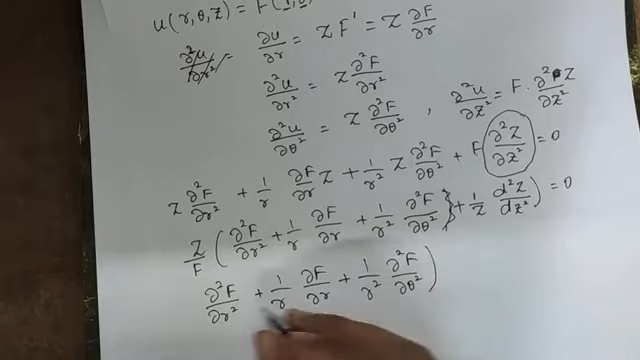 u(r,θ,z) = F(
∂²u/∂r² = ∂u/∂r = Z F' = Z ∂F/∂r
∂²u/∂r² = Z ∂²F/∂r²
∂²u/∂θ² = Z ∂²F/∂θ² , ∂²u/∂z² = F · ∂²Z/∂z²
Z ∂²F/∂r² + 1/r ∂F/∂r Z + 1/r² Z ∂²F/∂θ² + F ∂²Z/∂z² = 0
Z/F ( ∂²F/∂r² + 1/r ∂F/∂r + 1/r² ∂²F/∂θ² } + 1/Z d²Z/dz² ) = 0
∂²F/∂r² + 1/r ∂F/∂r + 1/r² ∂²F/∂θ² )